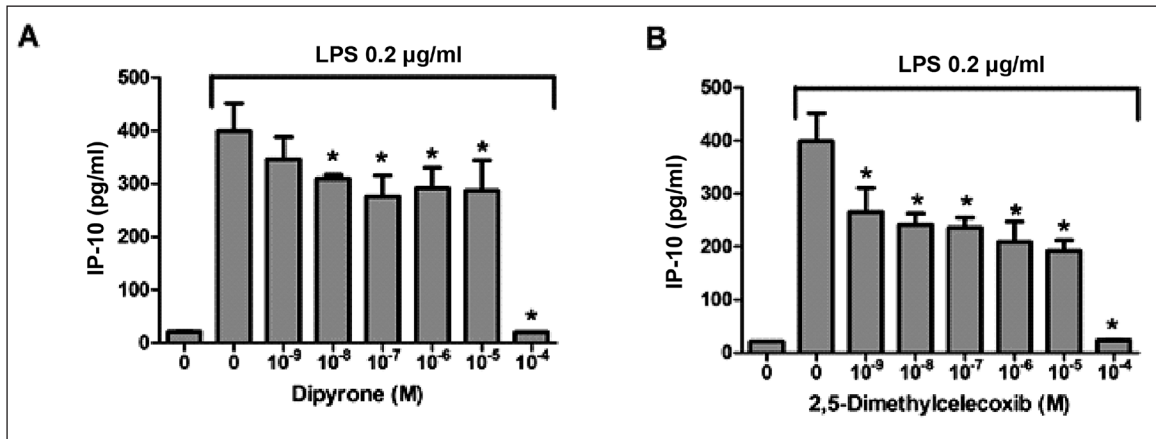 A
LPS 0.2 µg/ml
500
400
300
200
100
0
IP-10 (pg/ml)
* * * * *
0 0 10⁻⁹ 10⁻⁸ 10⁻⁷ 10⁻⁶ 10⁻⁵ 10⁻⁴
Dipyrone (M)
B
LPS 0.2 µg/ml
500
400
300
200
100
0
IP-10 (pg/ml)
* * * * * *
0 0 10⁻⁹ 10⁻⁸ 10⁻⁷ 10⁻⁶ 10⁻⁵ 10⁻⁴
2,5-Dimethylcelecoxib (M)